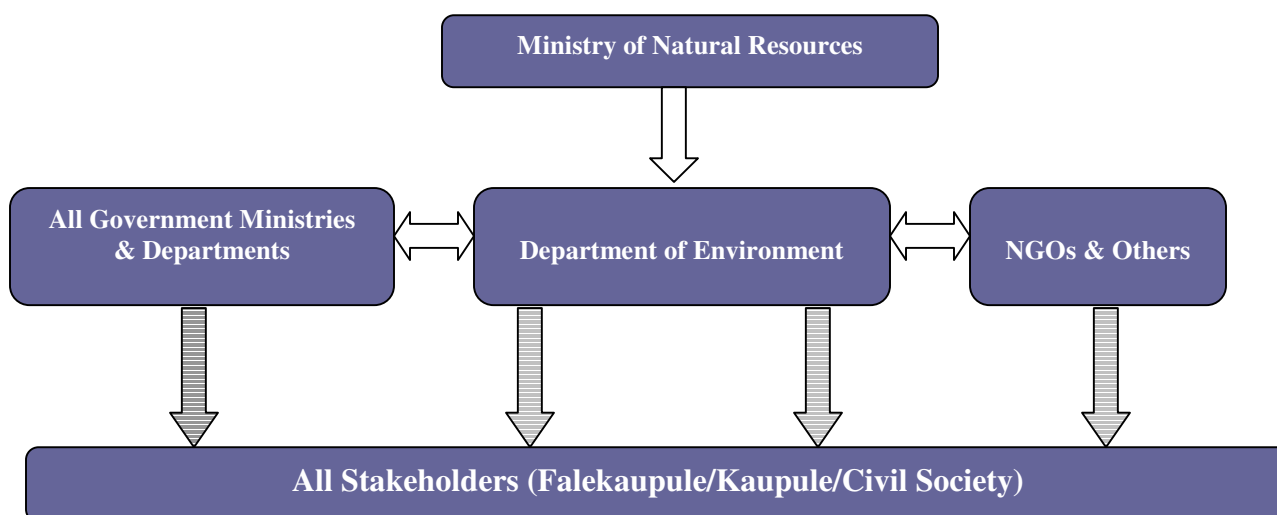 Ministry of Natural Resources
All Government Ministries
& Departments
Department of Environment
NGOs & Others
All Stakeholders (Falekaupule/Kaupule/Civil Society)